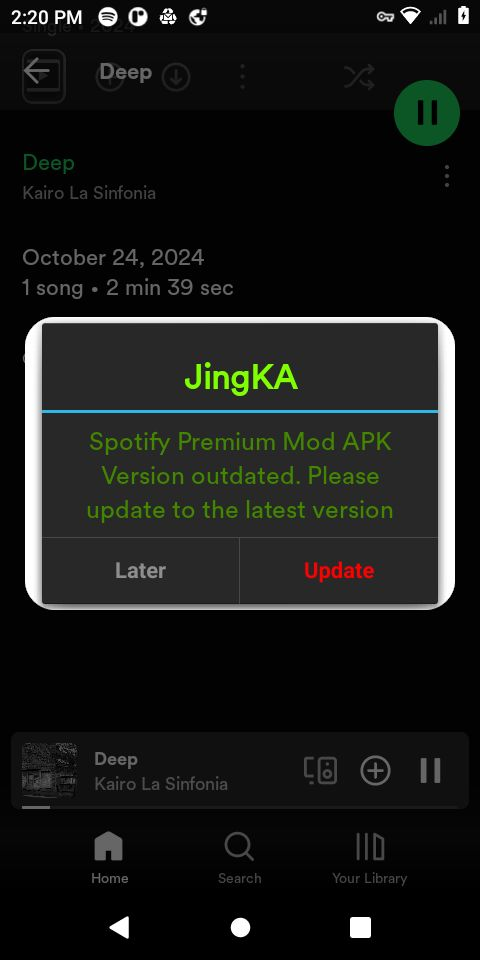 2:20 PM
Single • 2024
Deep
Deep
Kairo La Sinfonia
October 24, 2024
1 song • 2 min 39 sec
JingKA
Spotify Premium Mod APK
Version outdated. Please
update to the latest version
Later
Update
Deep
Kairo La Sinfonia
Home
Search
Your Library